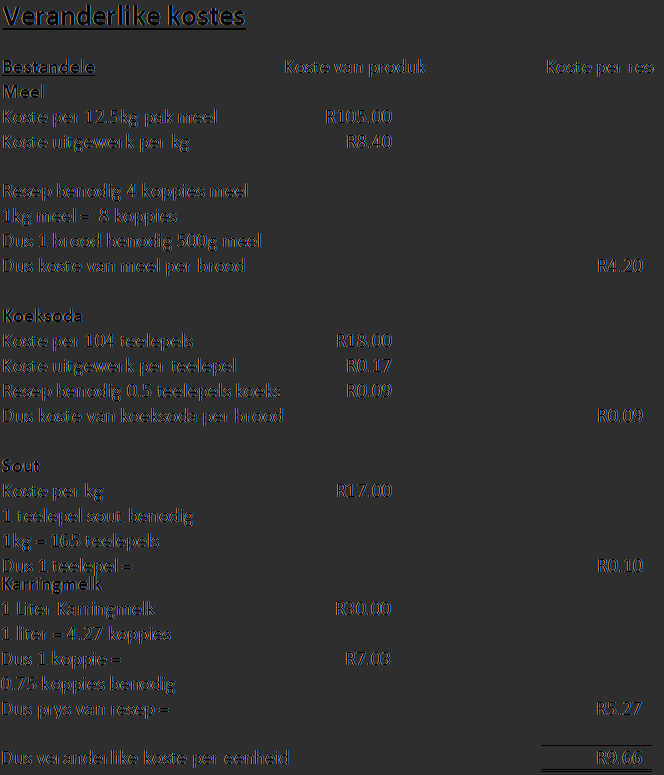 Veranderlike kostes
Bestandele Koste van produk Koste per res
Meel
Koste per 12.5kg pak meel R105.00
Koste uitgewerk per kg R8.40
Resep benodig 4 koppies meel
1kg meel = 8 koppies
Dus 1 brood benodig 500g meel
Dus koste van meel per brood R4.20
Koeksoda
Koste per 104 teelepels R18.00
Koste uitgewerk per teelepel R0.17
Resep benodig 0.5 teelepels koeks R0.09
Dus koste van koeksoda per brood R0.09
Sout
Koste per kg R17.00
1 teelepel sout benodig
1kg = 165 teelepels
Dus 1 teelepel = R0.10
Karringmelk
1 Liter Karringmelk R30.00
1 liter = 4.27 koppies
Dus 1 koppie = R7.03
0.75 koppies benodig
Dus prys van resep = R5.27
Dus veranderlike koste per eenheid R9.66